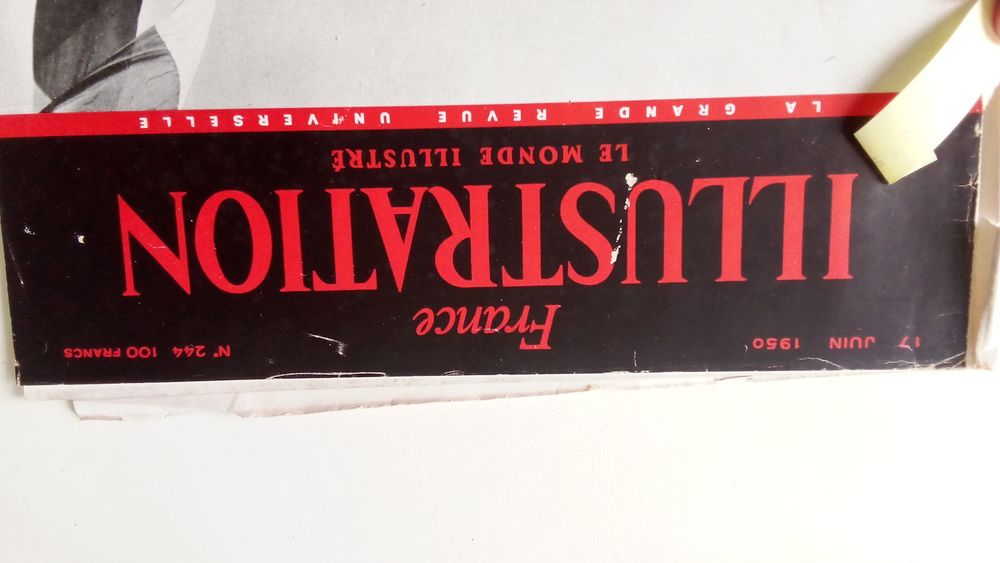 17 JUIN 1950
N° 244 100 FRANCS
France
ILLUSTRATION
LE MONDE ILLUSTRÉ
LA GRANDE REVUE UNIVERSELLE